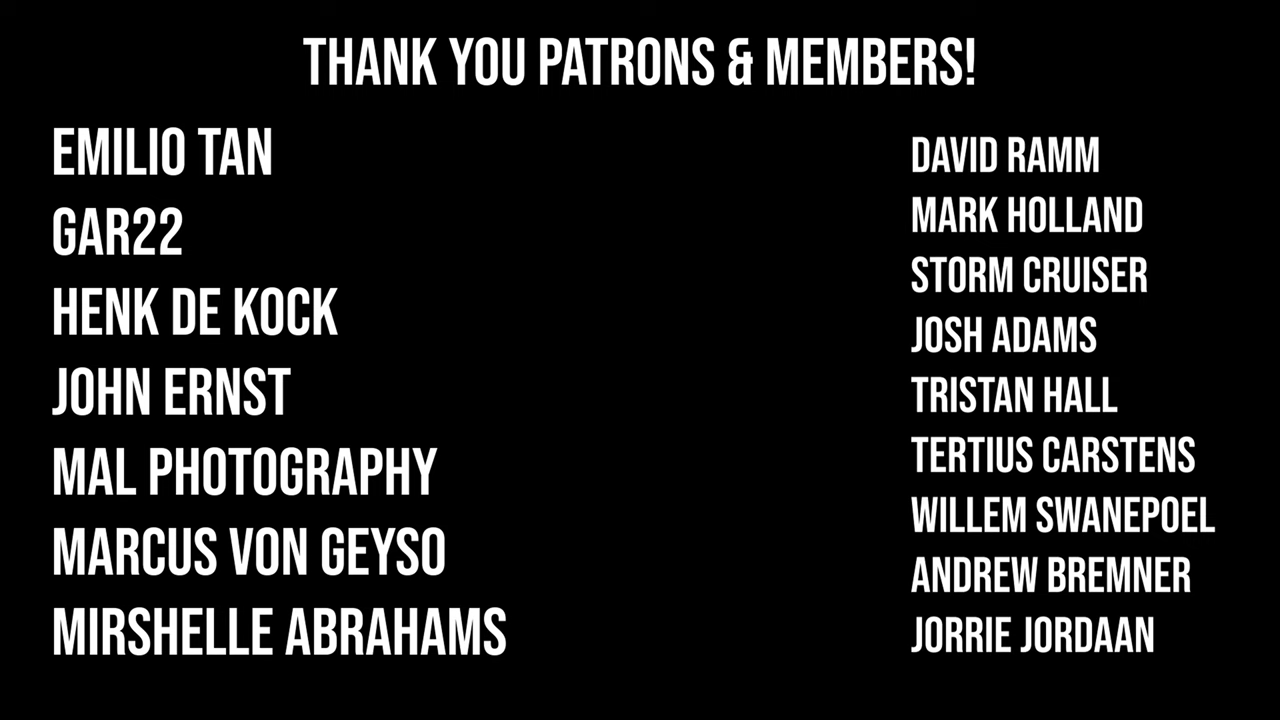 THANK YOU PATRONS & MEMBERS!
EMILIO TAN
GAR22
HENK DE KOCK
JOHN ERNST
MAL PHOTOGRAPHY
MARCUS VON GEYSO
MIRSHELLE ABRAHAMS
DAVID RAMM
MARK HOLLAND
STORM CRUISER
JOSH ADAMS
TRISTAN HALL
TERTIUS CARSTENS
WILLEM SWANEPOEL
ANDREW BREMNER
JORRIE JORDAAN